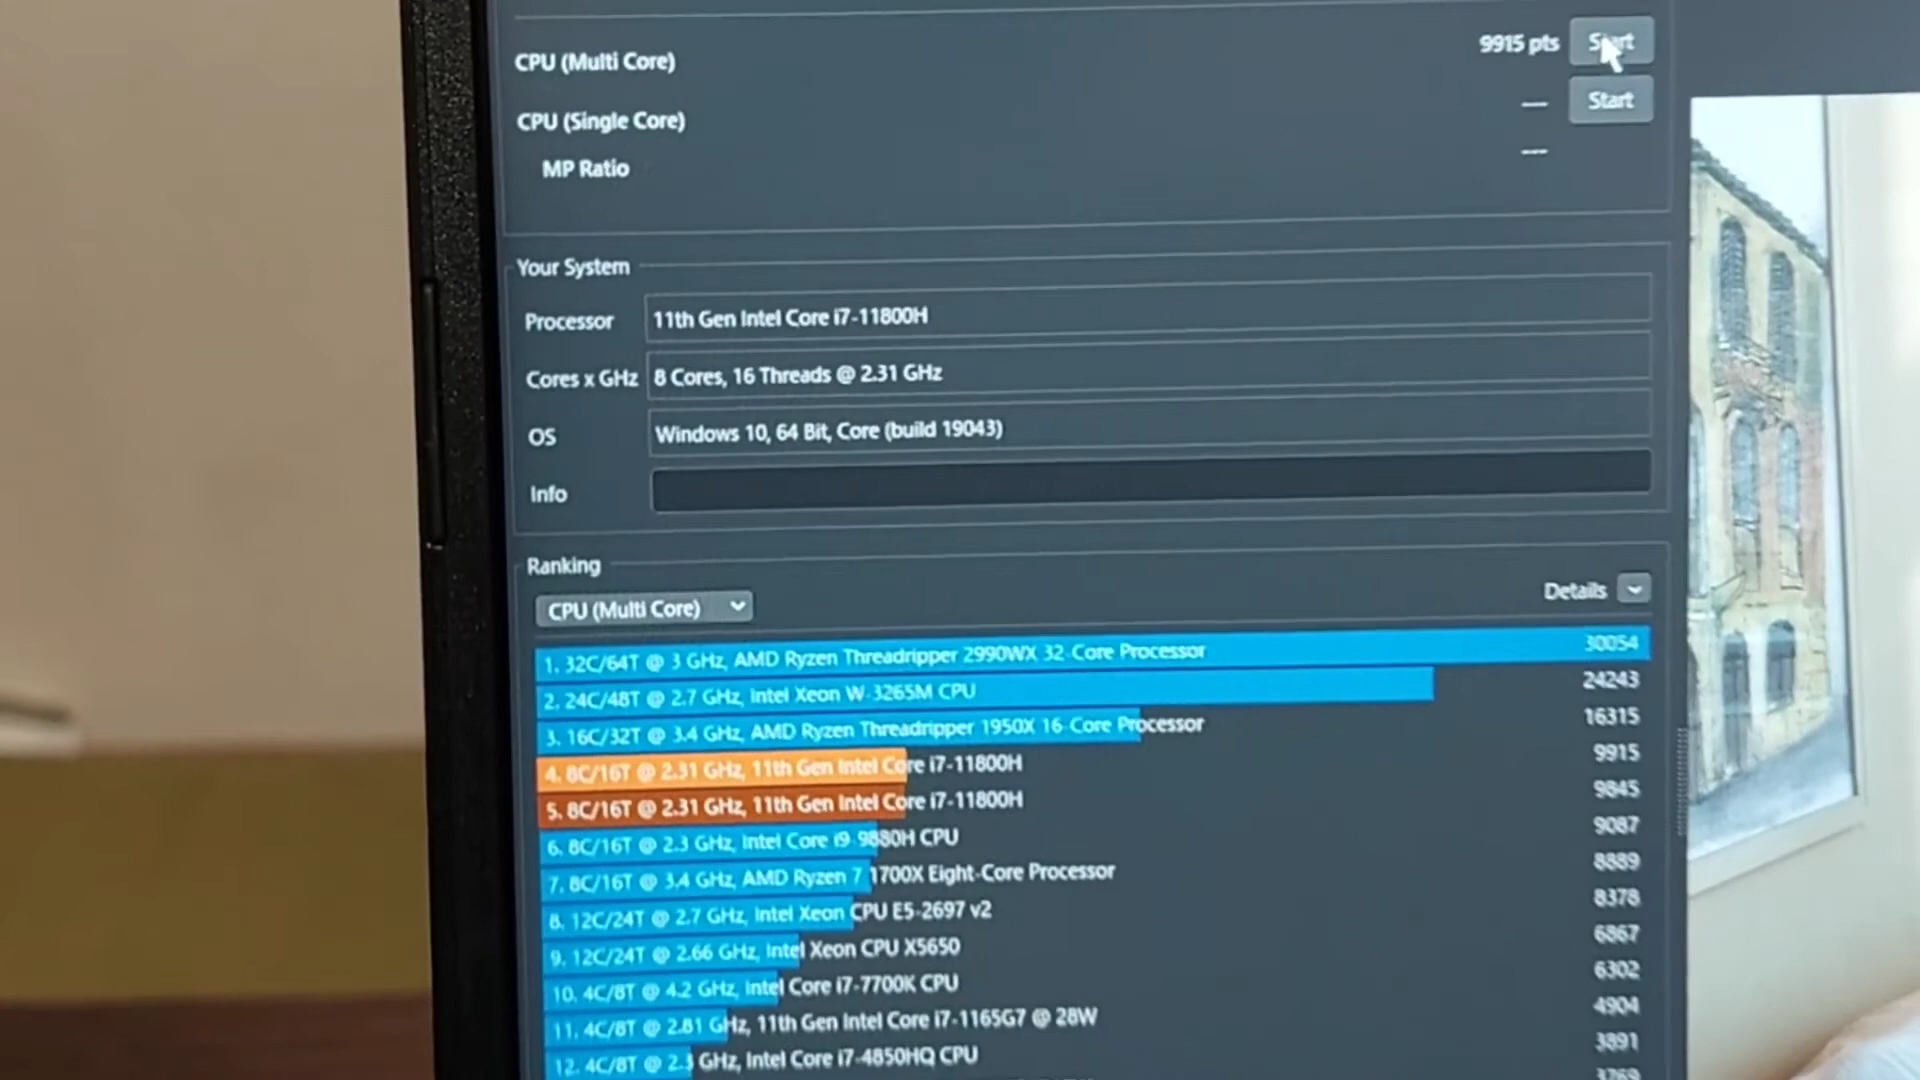 CPU (Multi Core) 9915 pts Start
CPU (Single Core) --- Start
MP Ratio ---
Your System
Processor 11th Gen Intel Core i7-11800H
Cores x GHz 8 Cores, 16 Threads @ 2.31 GHz
OS Windows 10, 64 Bit, Core (build 19043)
Info
Ranking
CPU (Multi Core) Details
1. 32C/64T @ 3 GHz, AMD Ryzen Threadripper 2990WX 32-Core Processor 30054
2. 24C/48T @ 2.7 GHz, Intel Xeon W-3265M CPU 24243
3. 16C/32T @ 3.4 GHz, AMD Ryzen Threadripper 1950X 16-Core Processor 16315
4. 8C/16T @ 2.31 GHz, 11th Gen Intel Core i7-11800H 9915
5. 8C/16T @ 2.31 GHz, 11th Gen Intel Core i7-11800H 9845
6. 8C/16T @ 2.3 GHz, Intel Core i9-9880H CPU 9087
7. 8C/16T @ 3.4 GHz, AMD Ryzen 7 1700X Eight-Core Processor 8889
8. 12C/24T @ 2.7 GHz, Intel Xeon CPU E5-2697 v2 8378
9. 12C/24T @ 2.66 GHz, Intel Xeon CPU X5650 6867
10. 4C/8T @ 4.2 GHz, Intel Core i7-7700K CPU 6302
11. 4C/8T @ 2.81 GHz, 11th Gen Intel Core i7-1165G7 @ 28W 4904
12. 4C/8T @ 2.3 GHz, Intel Core i7-4850HQ CPU 3891
3769